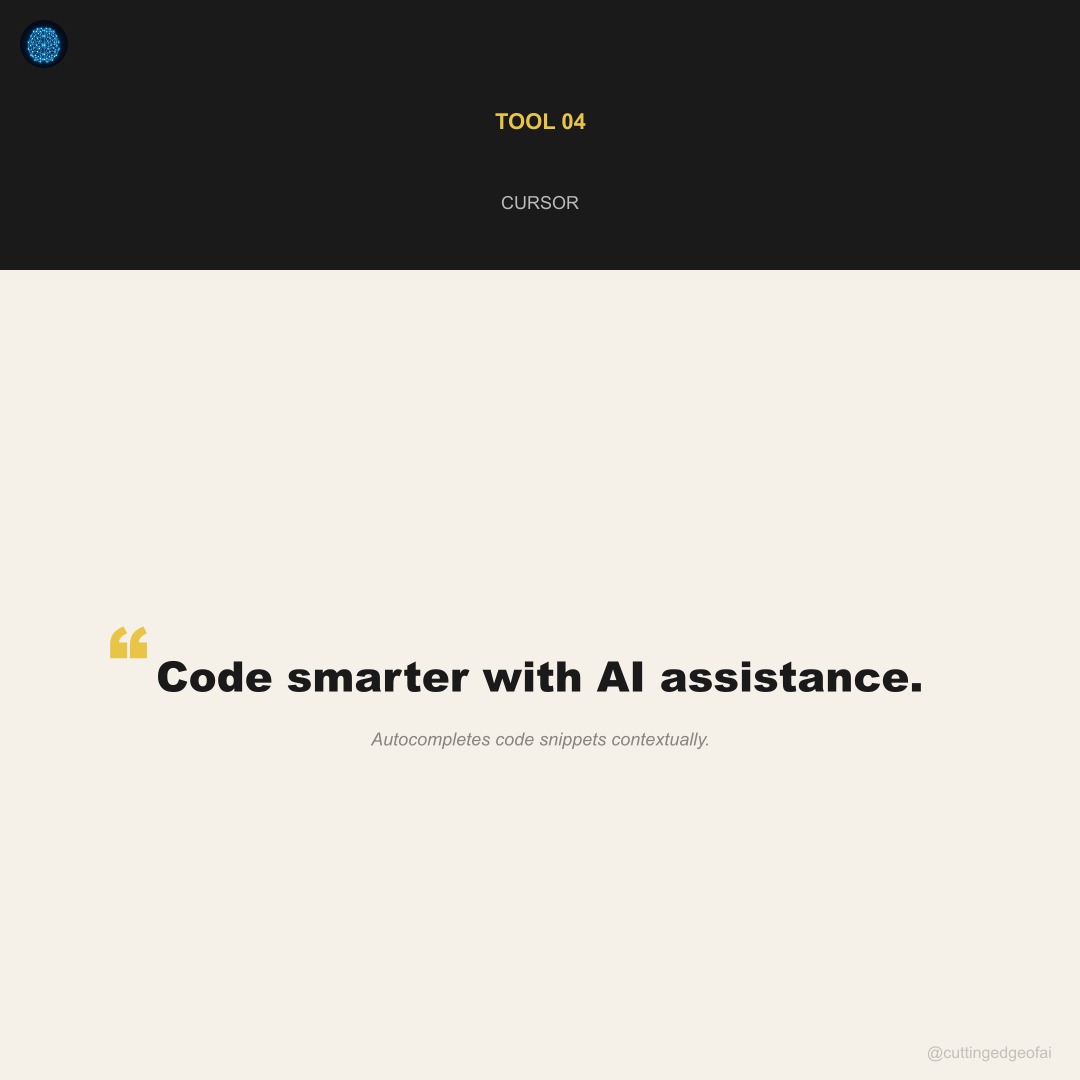 TOOL 04
CURSOR
“
Code smarter with AI assistance.
Autocompletes code snippets contextually.
@cuttingedgeofai